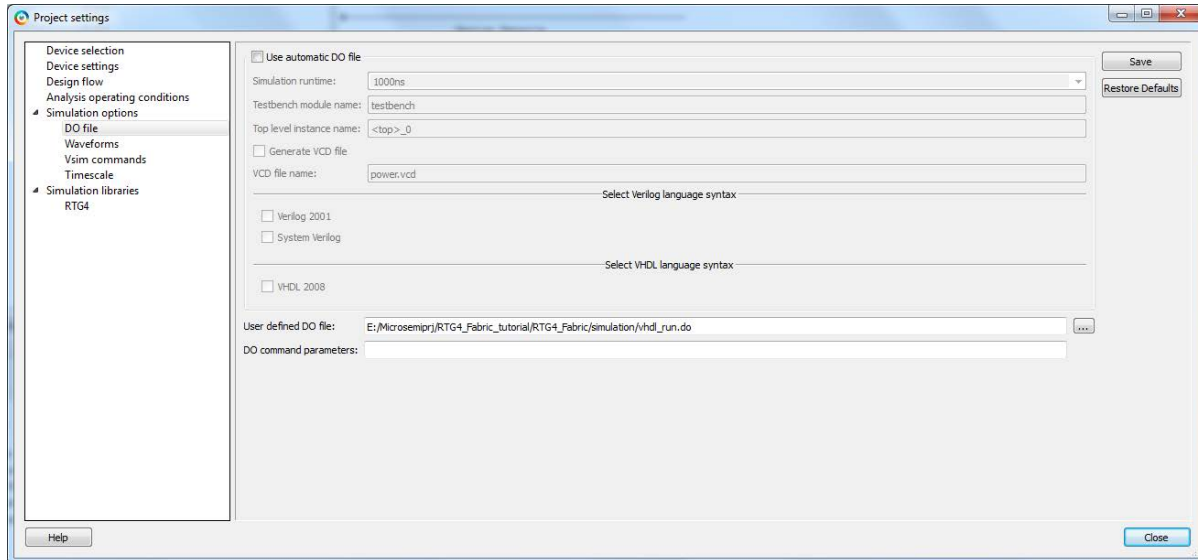 Project settings
Device selection
Device settings
Design flow
Analysis operating conditions
Simulation options
DO file
Waveforms
Vsim commands
Timescale
Simulation libraries
RTG4
Use automatic DO file
Simulation runtime: 1000ns
Testbench module name: testbench
Top level instance name: <top>_0
Generate VCD file
VCD file name: power.vcd
Select Verilog language syntax
Verilog 2001
System Verilog
Select VHDL language syntax
VHDL 2008
User defined DO file: E:/Microsemiprj/RTG4_Fabric_tutorial/RTG4_Fabric/simulation/vhdl_run.do ...
DO command parameters:
Save
Restore Defaults
Help
Close